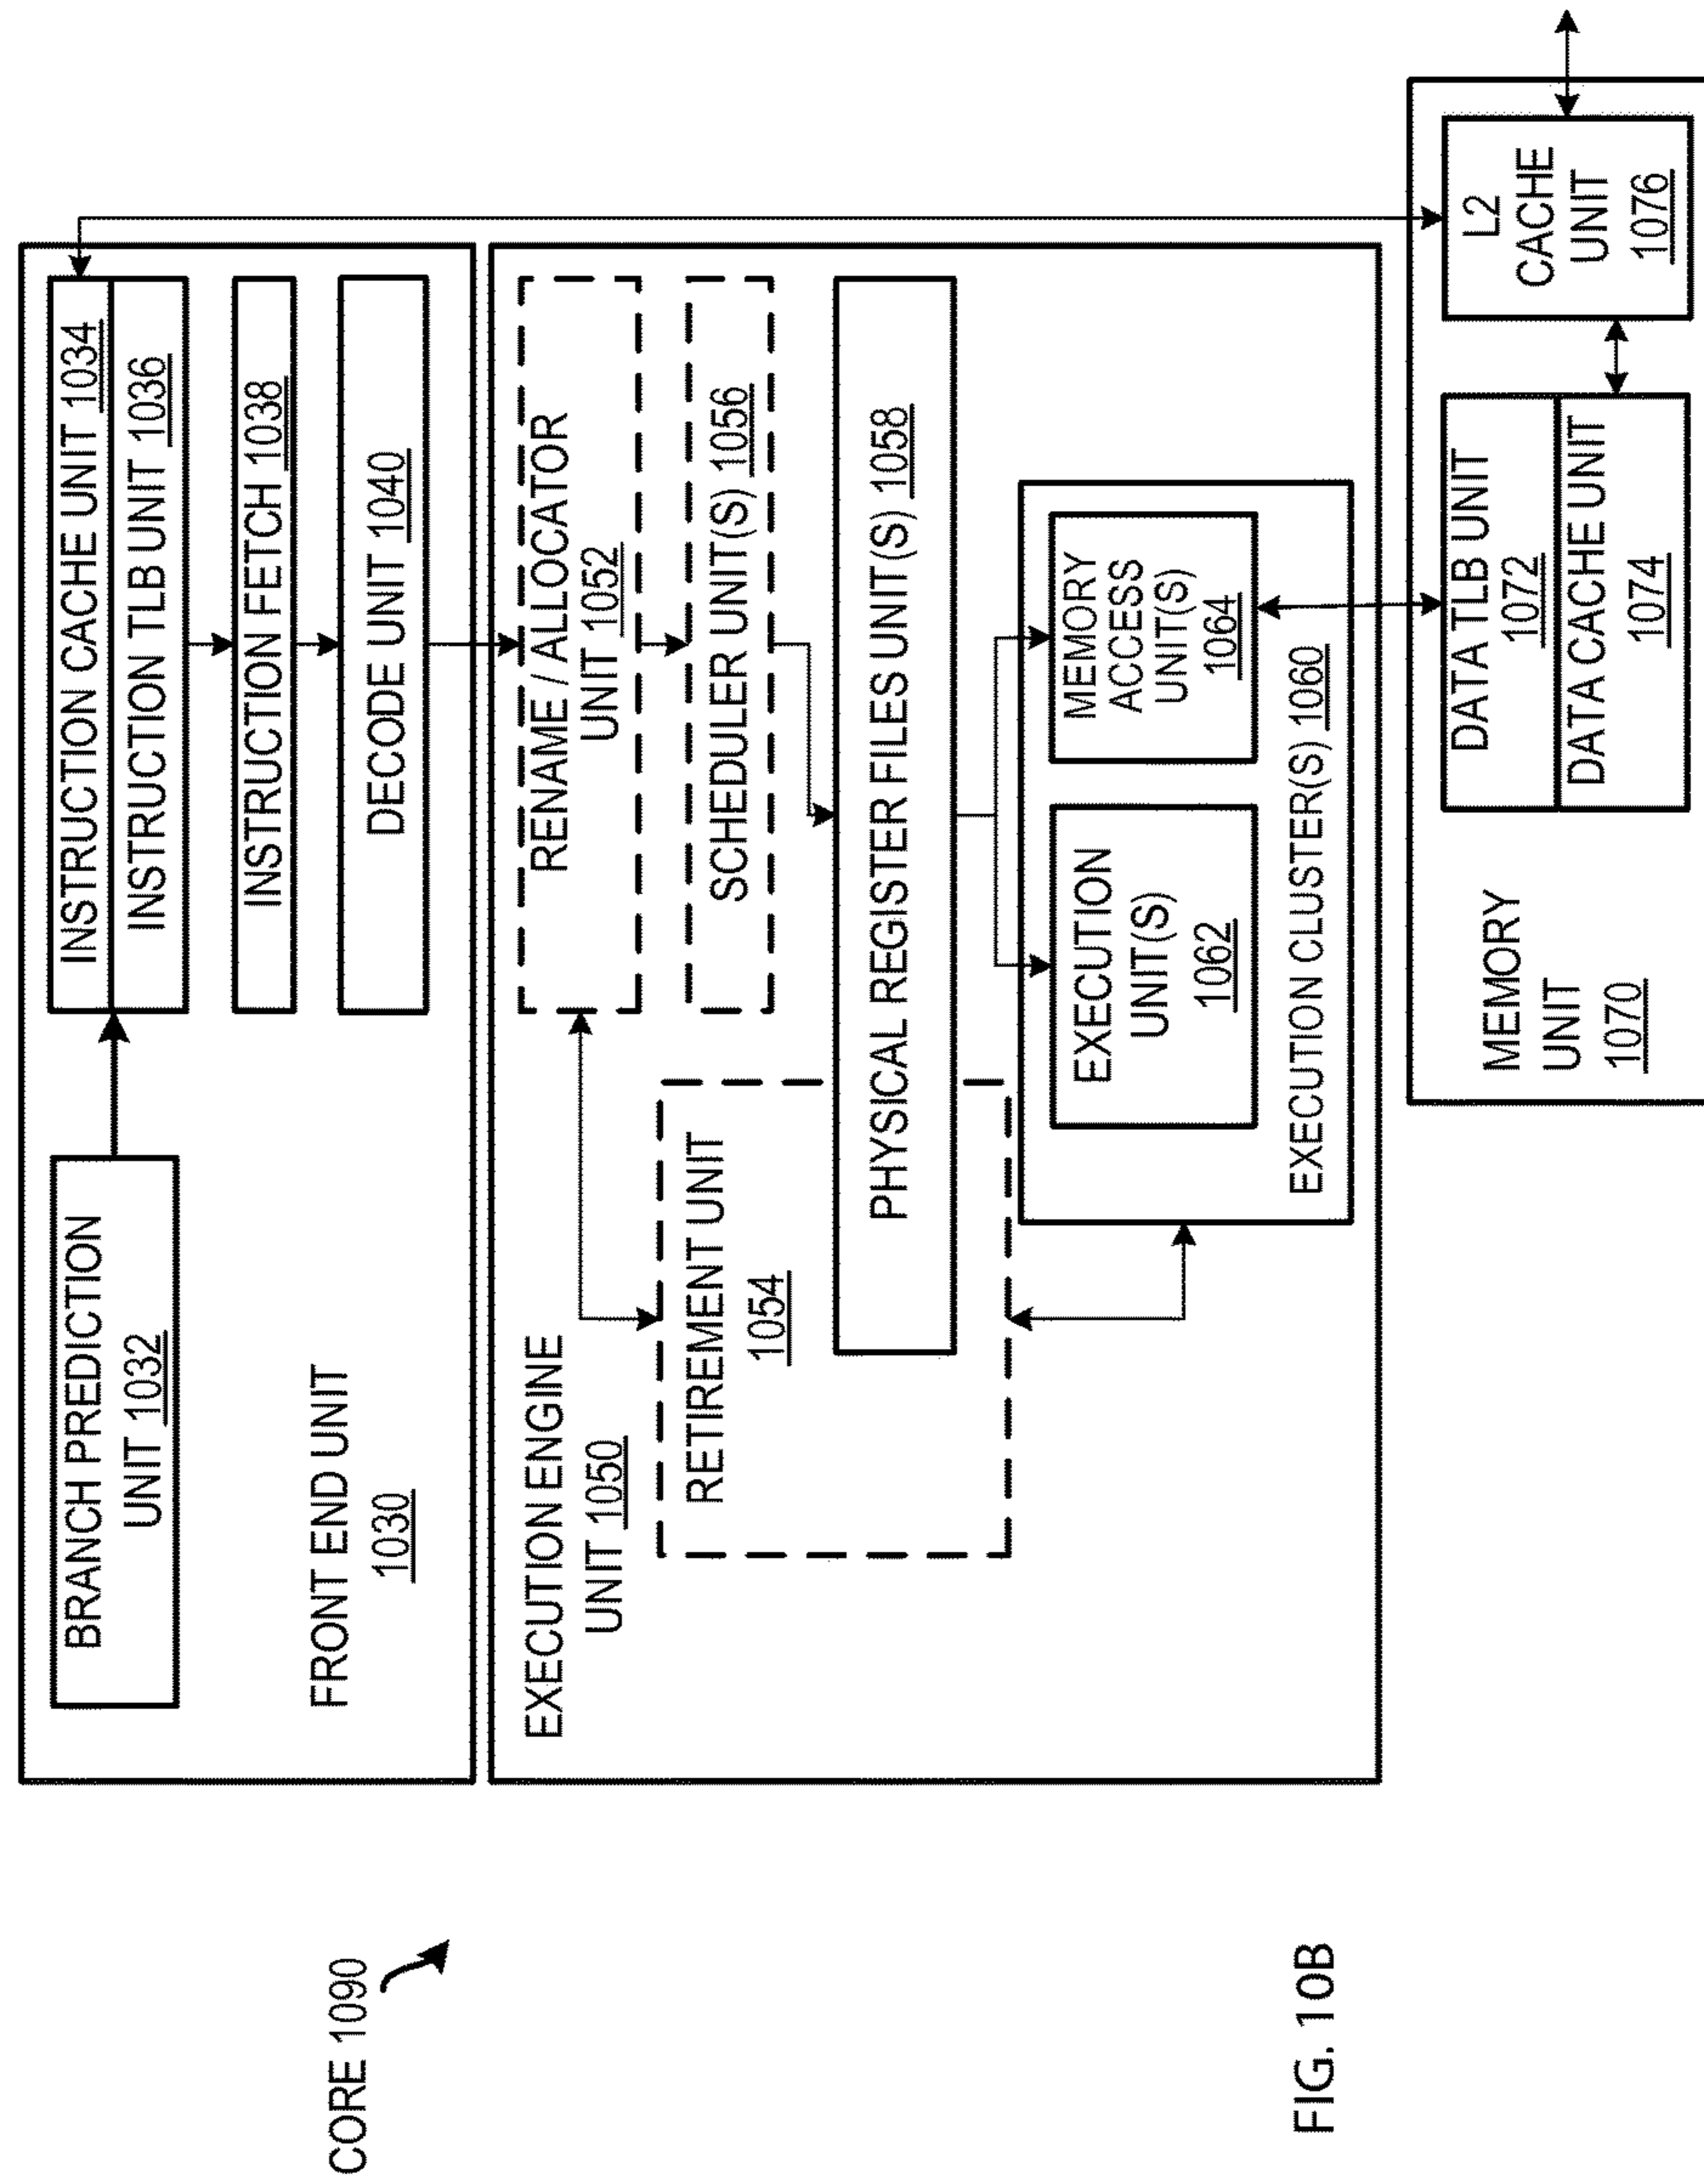 CORE 1090
BRANCH PREDICTION
UNIT 1032
INSTRUCTION CACHE UNIT 1034
INSTRUCTION TLB UNIT 1036
INSTRUCTION FETCH 1038
DECODE UNIT 1040
FRONT END UNIT
1030
EXECUTION ENGINE
UNIT 1050
RENAME / ALLOCATOR
UNIT 1052
SCHEDULER UNIT(S) 1056
RETIREMENT UNIT
1054
PHYSICAL REGISTER FILES UNIT(S) 1058
EXECUTION
UNIT(S)
1062
MEMORY
ACCESS
UNIT(S)
1064
EXECUTION CLUSTER(S) 1060
MEMORY
UNIT
1070
DATA TLB UNIT
1072
DATA CACHE UNIT
1074
L2
CACHE
UNIT
1076
FIG. 10B